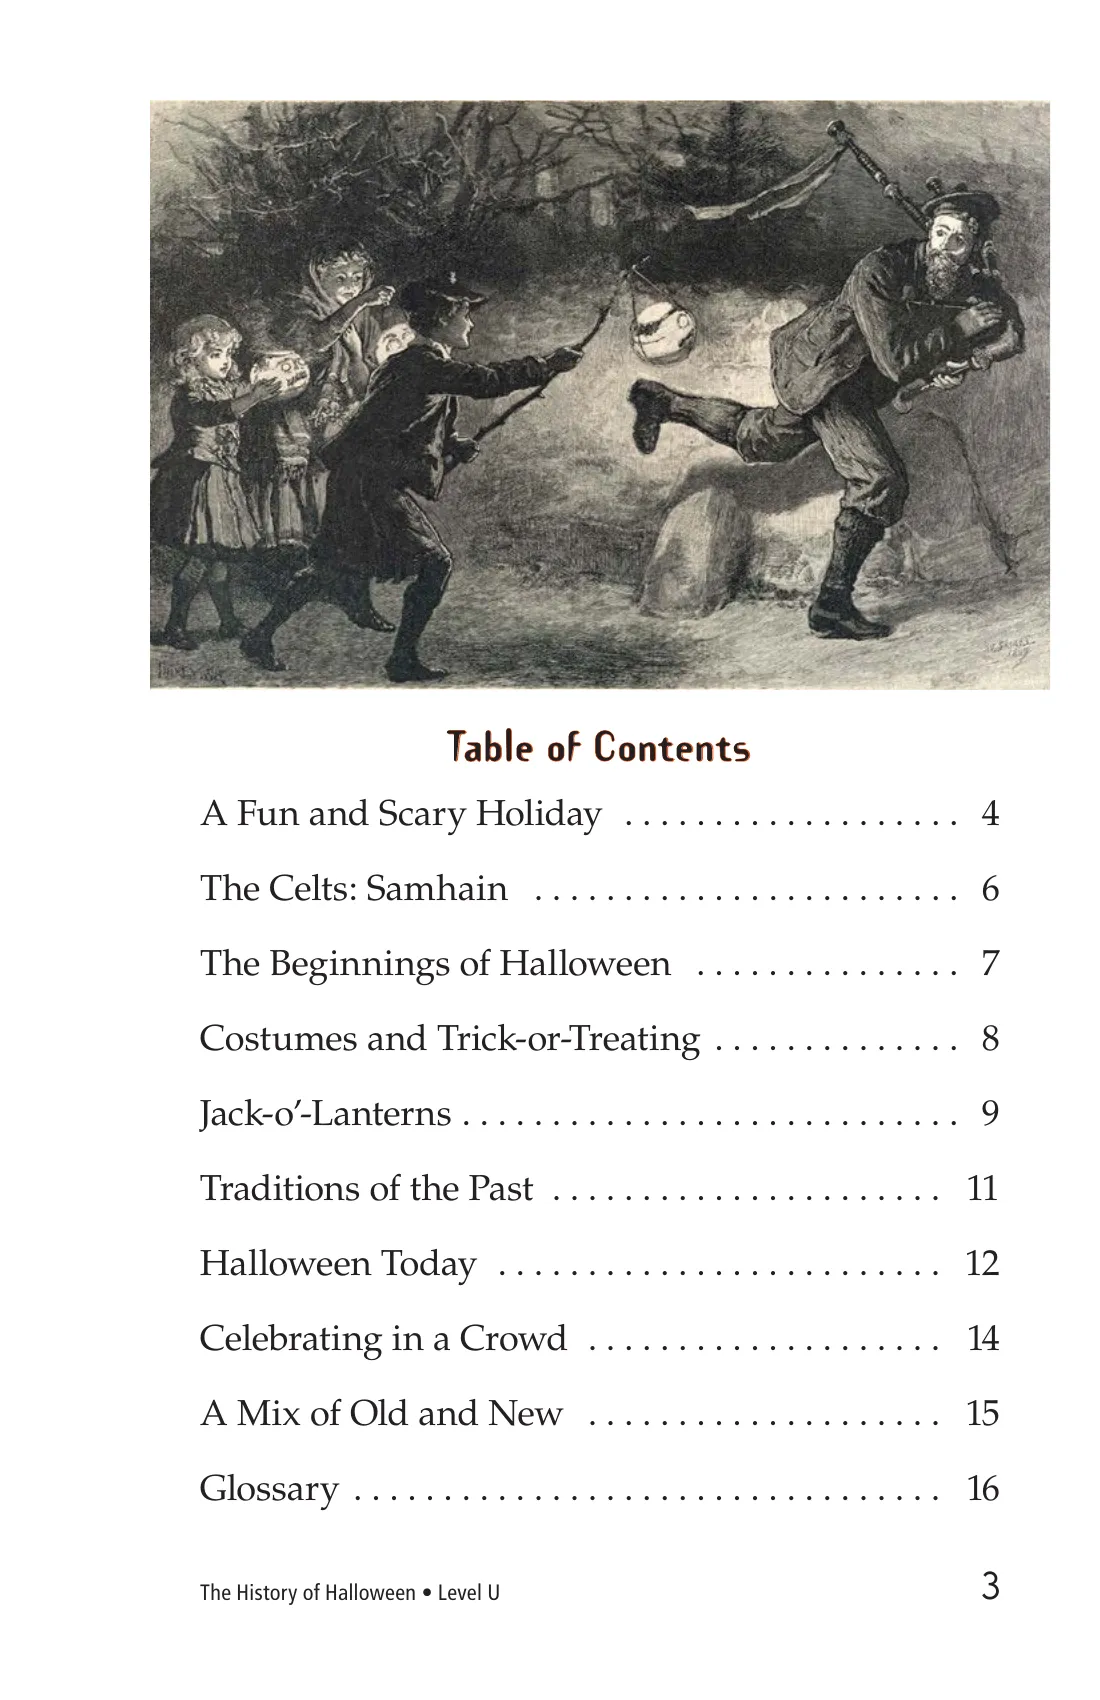 Table of Contents
A Fun and Scary Holiday . . . . . . . . . . . . . . . . . . . 4
The Celts: Samhain . . . . . . . . . . . . . . . . . . . . . . . . 6
The Beginnings of Halloween . . . . . . . . . . . . . . . 7
Costumes and Trick-or-Treating . . . . . . . . . . . . . . 8
Jack-o’-Lanterns . . . . . . . . . . . . . . . . . . . . . . . . . . . . 9
Traditions of the Past . . . . . . . . . . . . . . . . . . . . . . 11
Halloween Today . . . . . . . . . . . . . . . . . . . . . . . . . 12
Celebrating in a Crowd . . . . . . . . . . . . . . . . . . . . 14
A Mix of Old and New . . . . . . . . . . . . . . . . . . . . 15
Glossary . . . . . . . . . . . . . . . . . . . . . . . . . . . . . . . . . 16
The History of Halloween • Level U 3